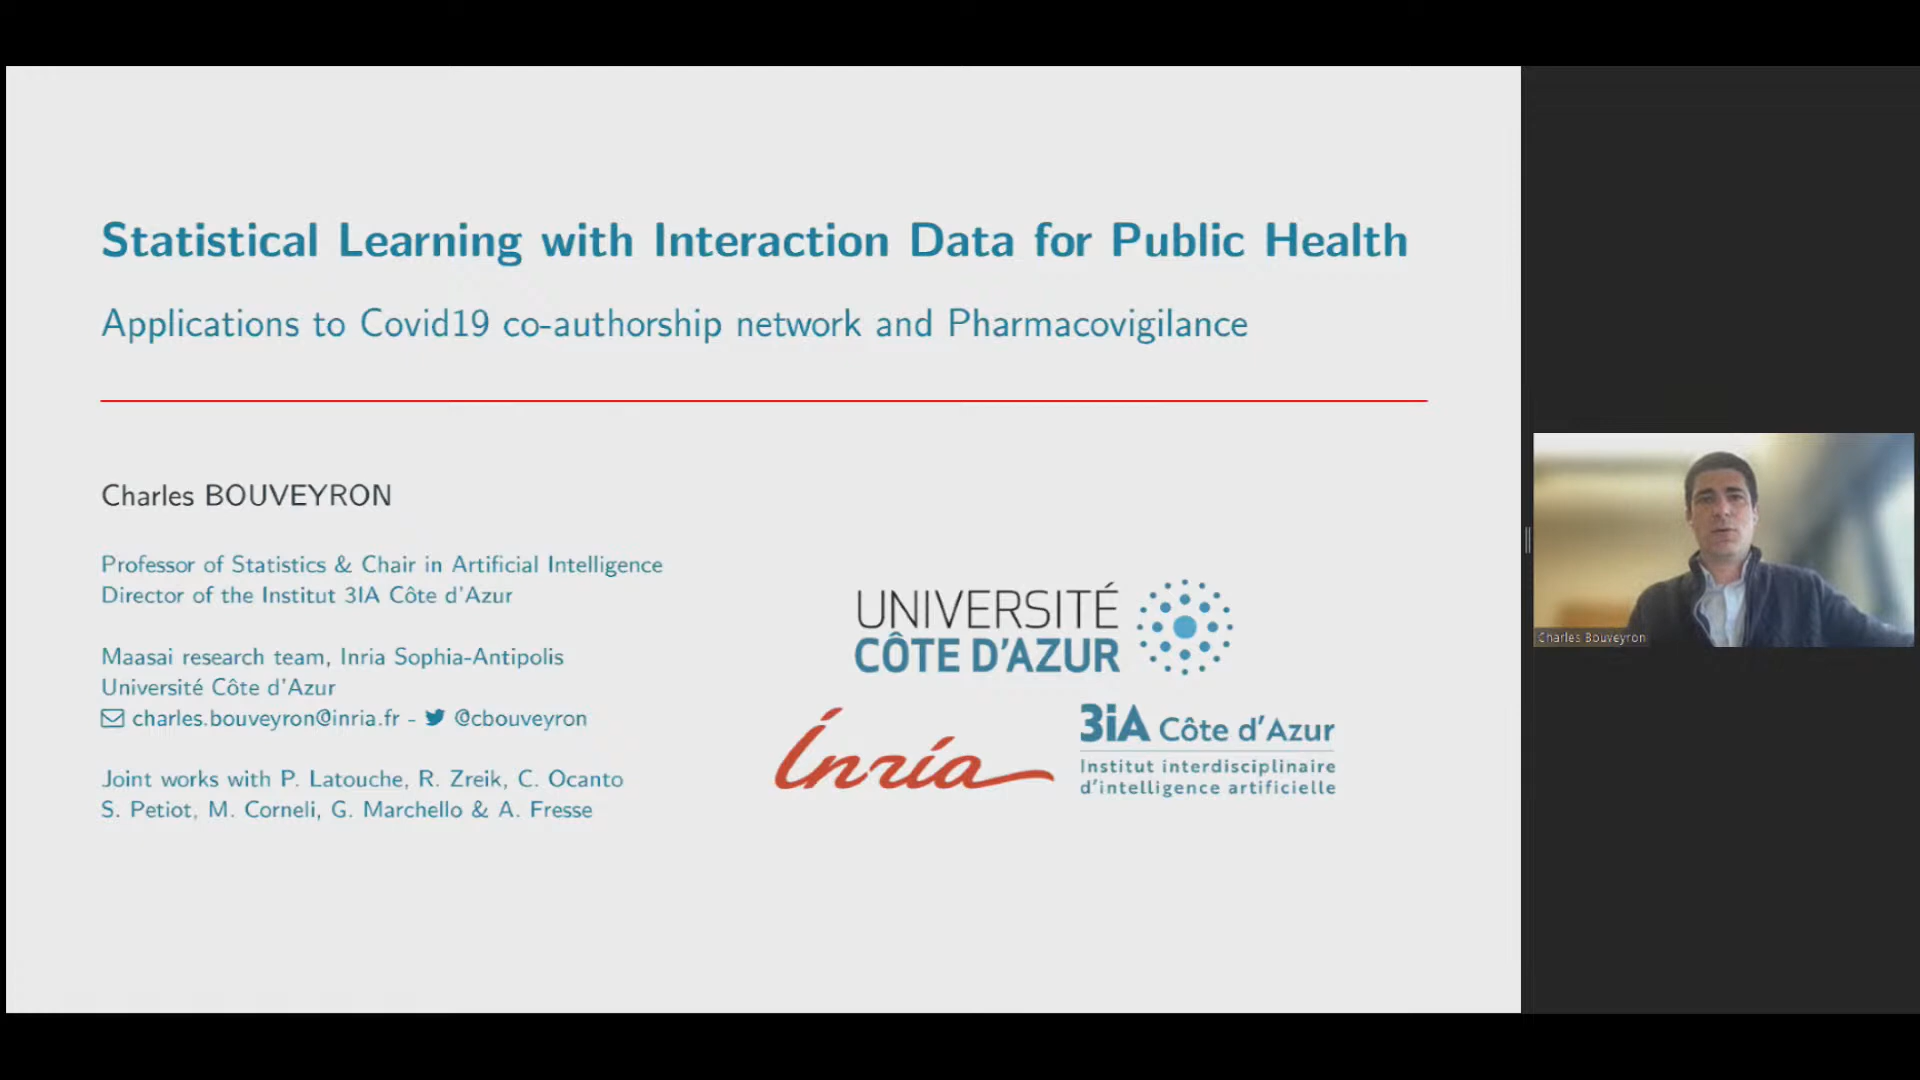 Statistical Learning with Interaction Data for Public Health
Applications to Covid19 co-authorship network and Pharmacovigilance
Charles BOUVEYRON
Professor of Statistics & Chair in Artificial Intelligence
Director of the Institut 3IA Côte d'Azur
Maasai research team, Inria Sophia-Antipolis
Université Côte d'Azur
charles.bouveyron@inria.fr - @cbouveyron
Joint works with P. Latouche, R. Zreik, C. Ocanto
S. Petiot, M. Corneli, G. Marchello & A. Fresse
UNIVERSITÉ
CÔTE D'AZUR
Inría
3iA Côte d'Azur
Institut interdisciplinaire
d'intelligence artificielle
Charles Bouveyron